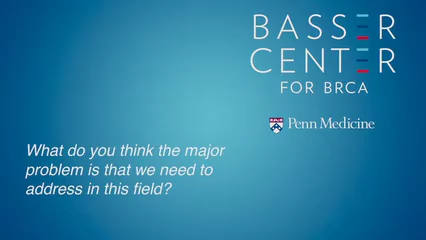 BASSER
CENTER
FOR BRCA
Penn Medicine
What do you think the major
problem is that we need to
address in this field?